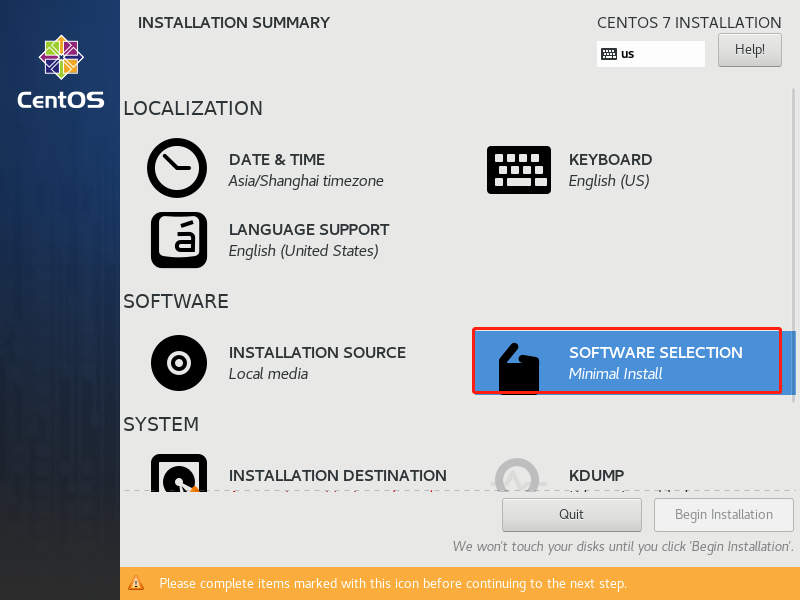 INSTALLATION SUMMARY
CENTOS 7 INSTALLATION
us
Help!
CentOS
LOCALIZATION
DATE & TIME
Asia/Shanghai timezone
KEYBOARD
English (US)
LANGUAGE SUPPORT
English (United States)
SOFTWARE
INSTALLATION SOURCE
Local media
SOFTWARE SELECTION
Minimal Install
SYSTEM
INSTALLATION DESTINATION
KDUMP
Quit
Begin Installation
We won't touch your disks until you click 'Begin Installation'.
Please complete items marked with this icon before continuing to the next step.